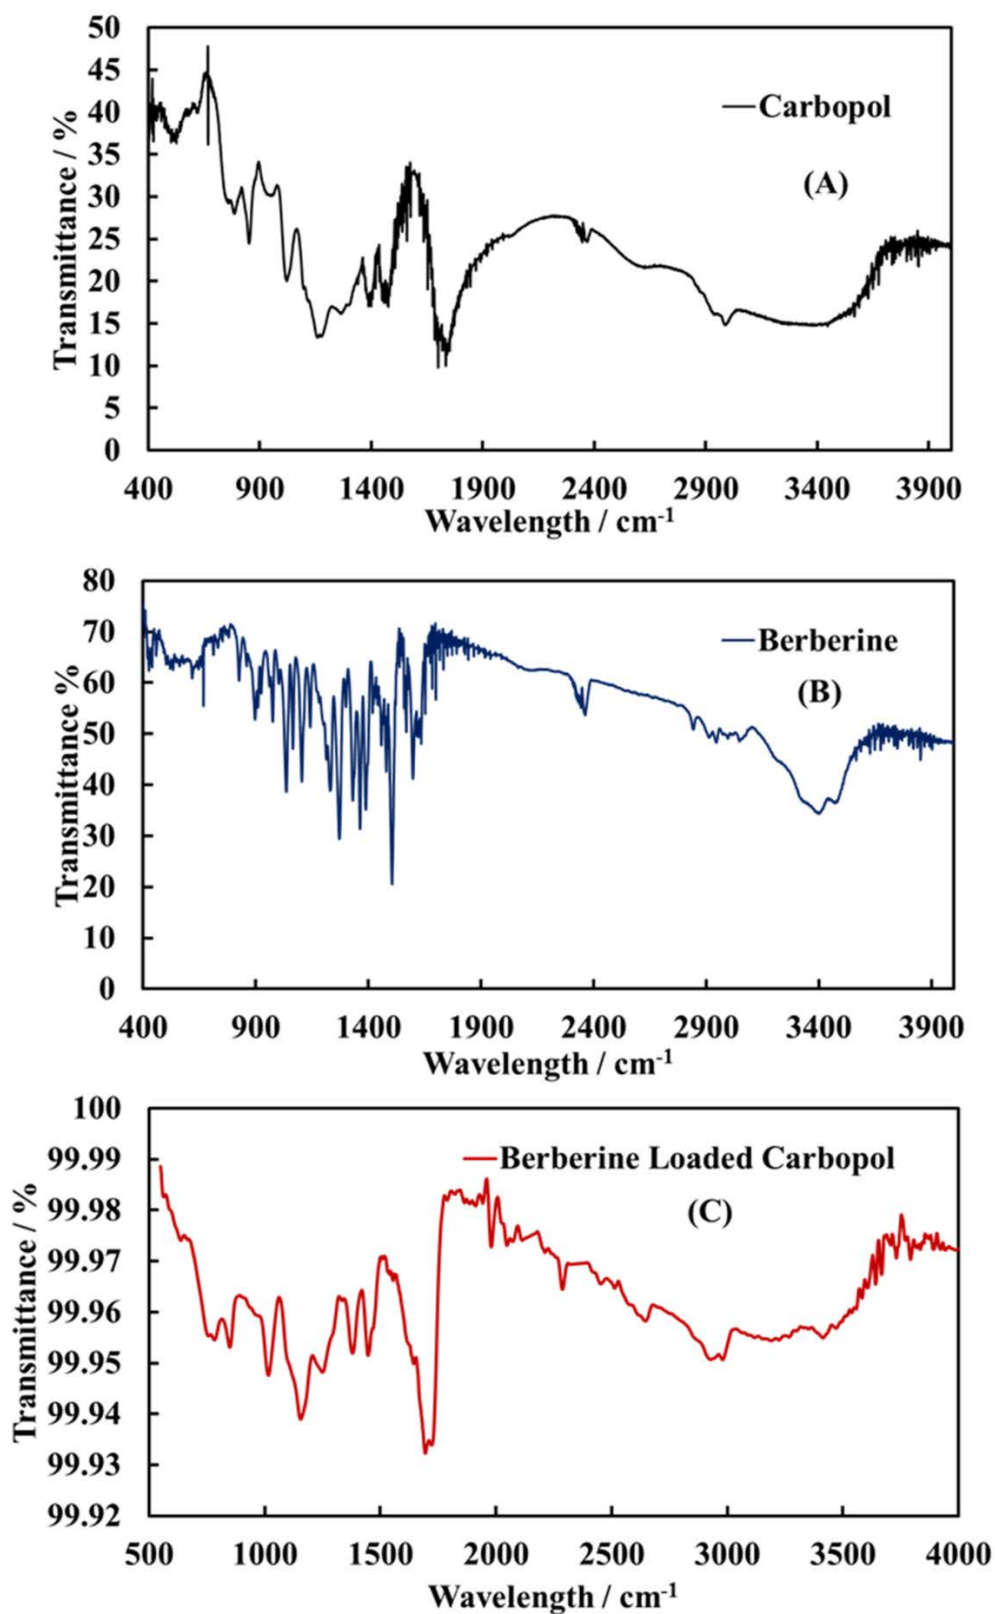 50
45
40
35
30
25
20
15
10
5
0
Transmittance / %
Carbopol
(A)
400 900 1400 1900 2400 2900 3400 3900
Wavelength / cm-1
80
70
60
50
40
30
20
10
0
Transmittance %
Berberine
(B)
400 900 1400 1900 2400 2900 3400 3900
Wavelength / cm-1
100
99.99
99.98
99.97
99.96
99.95
99.94
99.93
99.92
Transmittance / %
Berberine Loaded Carbopol
(C)
500 1000 1500 2000 2500 3000 3500 4000
Wavelength / cm-1